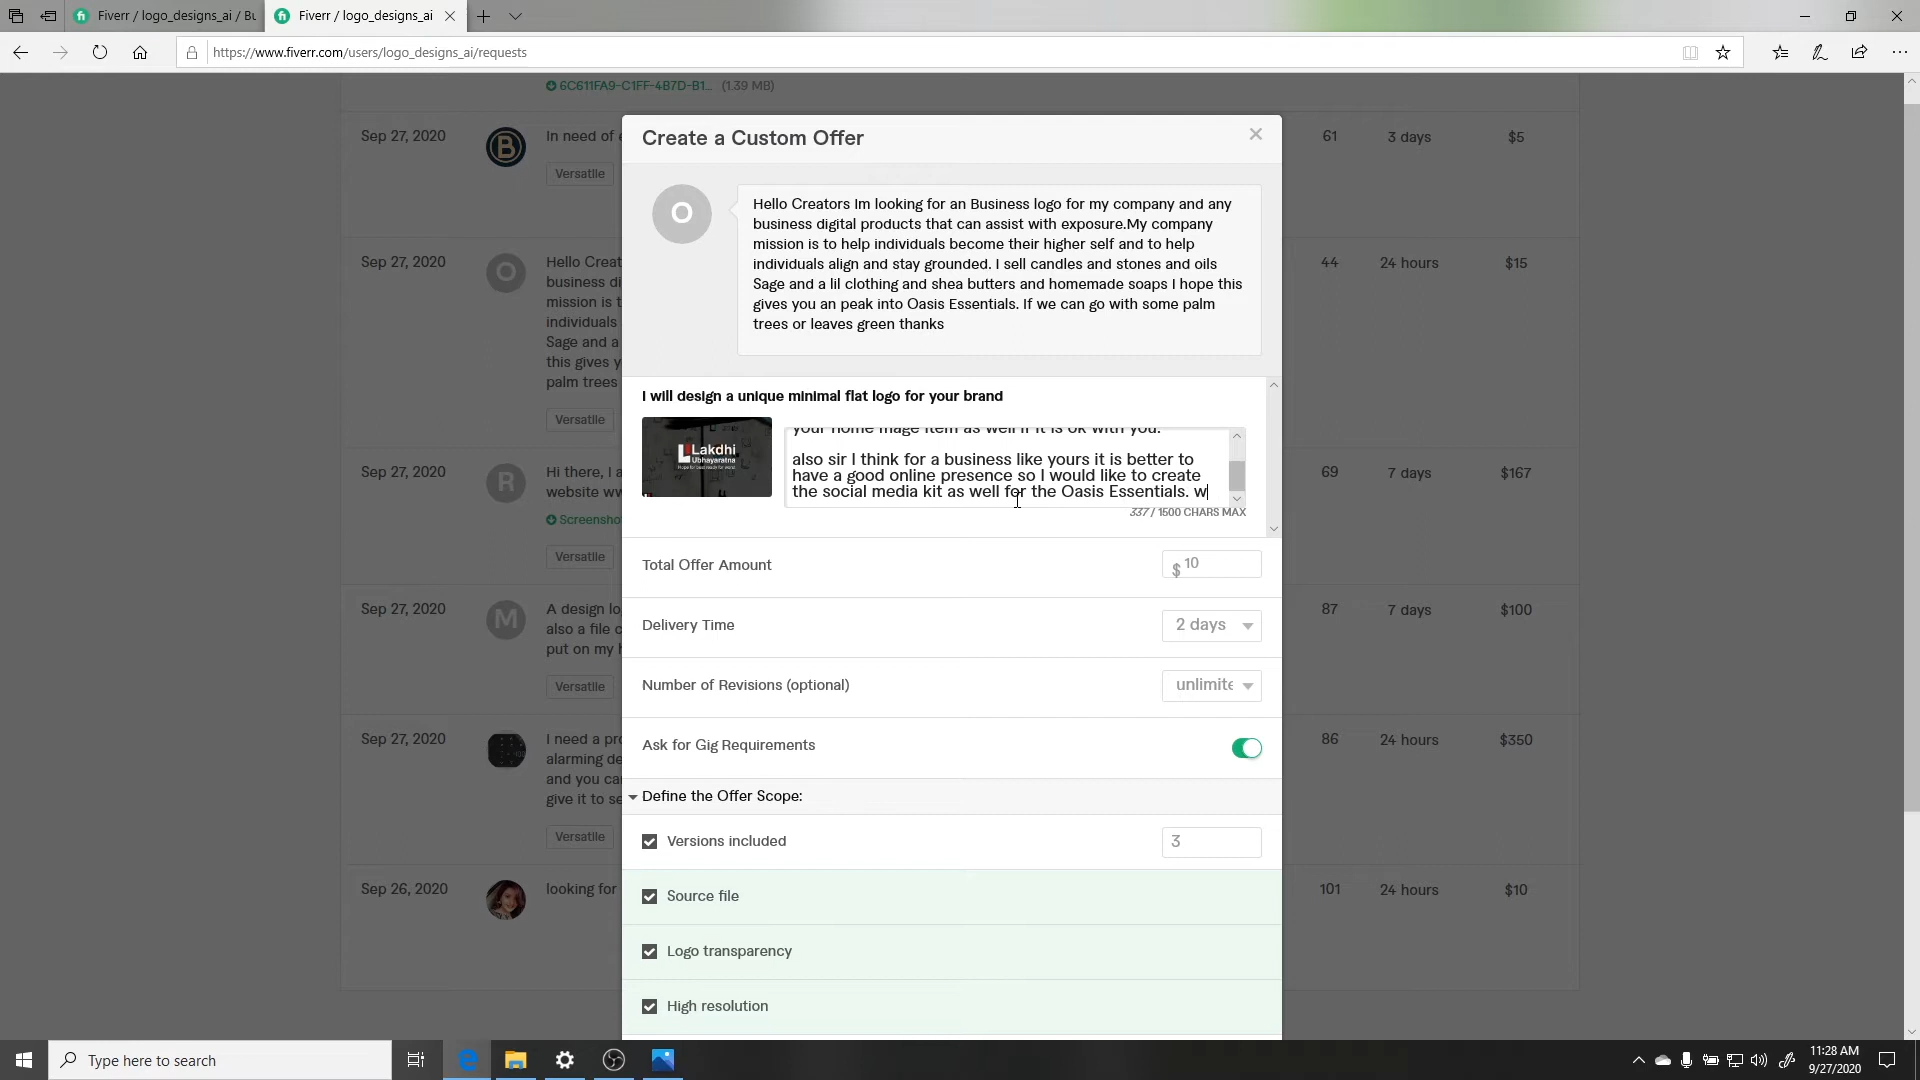 Fiverr / logo_designs_ai / Bu
Fiverr / logo_designs_ai
https://www.fiverr.com/users/logo_designs_ai/requests
6C611FA9-C1FF-4B7D-B1... (1.39 MB)
Sep 27, 2020
B
In need of
Versatile
61
3 days
$5
Sep 27, 2020
O
Hello Creat
business di
mission is t
individuals
Sage and a
this gives y
palm trees
Versatile
44
24 hours
$15
Sep 27, 2020
R
Hi there, I a
website ww
Screensho
Versatile
69
7 days
$167
Sep 27, 2020
M
A design lo
also a file c
put on my h
Versatile
87
7 days
$100
Sep 27, 2020
I need a pro
alarming de
and you ca
give it to se
Versatile
86
24 hours
$350
Sep 26, 2020
looking for
101
24 hours
$10
Create a Custom Offer
O
Hello Creators Im looking for an Business logo for my company and any
business digital products that can assist with exposure.My company
mission is to help individuals become their higher self and to help
individuals align and stay grounded. I sell candles and stones and oils
Sage and a lil clothing and shea butters and homemade soaps I hope this
gives you an peak into Oasis Essentials. If we can go with some palm
trees or leaves green thanks
I will design a unique minimal flat logo for your brand
Lakdhi
Ubhayaratna
your home mage item as well if it is ok with you.
also sir I think for a business like yours it is better to
have a good online presence so I would like to create
the social media kit as well for the Oasis Essentials. w
337 / 1500 CHARS MAX
Total Offer Amount
$ 10
Delivery Time
2 days
Number of Revisions (optional)
unlimite
Ask for Gig Requirements
Define the Offer Scope:
Versions included
3
Source file
Logo transparency
High resolution
Type here to search
11:28 AM
9/27/2020